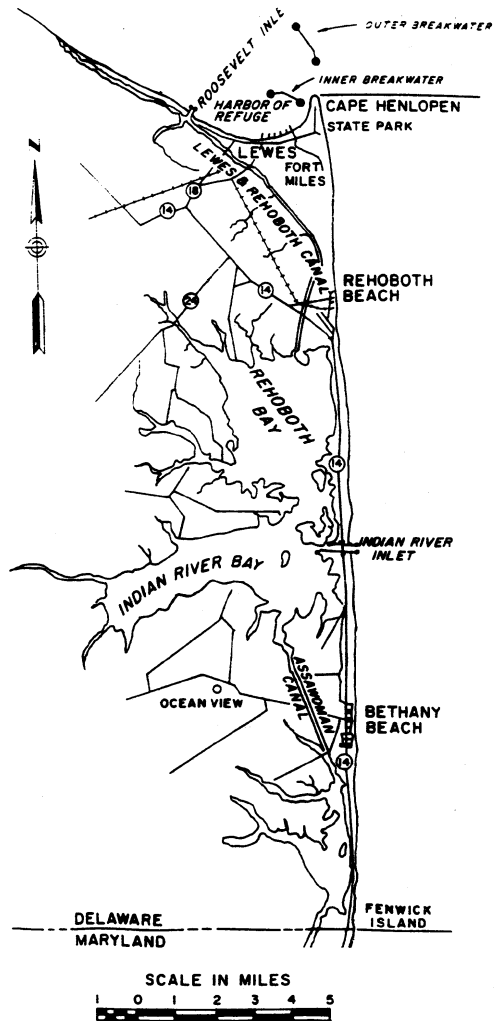 OUTER BREAKWATER
ROOSEVELT INLE
INNER BREAKWATER
HARBOR OF
REFUGE
CAPE HENLOPEN
STATE PARK
LEWES
FORT
MILES
LEWES & REHOBOTH CANAL
Z
18
14
24
14
REHOBOTH
BEACH
REHOBOTH
BAY
14
INDIAN RIVER
INLET
INDIAN RIVER BAY
ASSAWOMAN
CANAL
OCEAN VIEW
BETHANY
BEACH
14
FENWICK
ISLAND
DELAWARE
MARYLAND
SCALE IN MILES
1 0 1 2 3 4 5